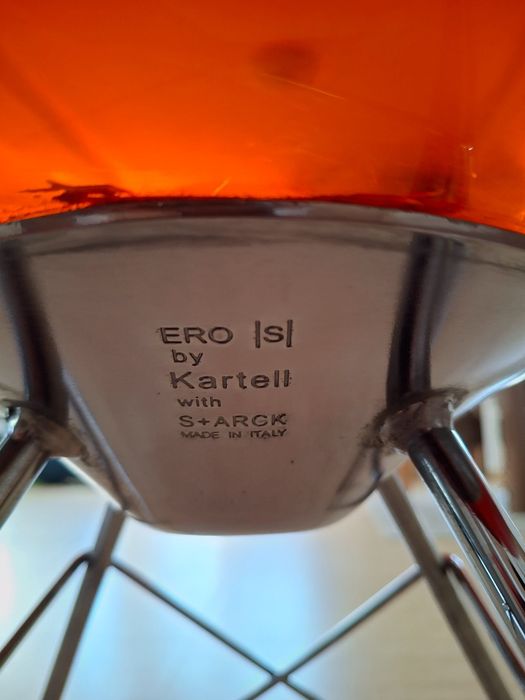 ERO |S|
by
Kartell
with
S+ARCK
MADE IN ITALY